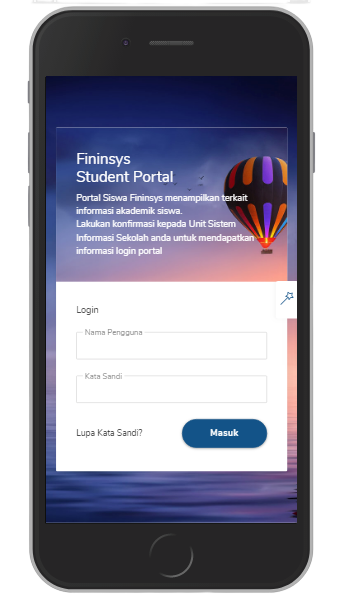 Fininsys
Student Portal
Portal Siswa Fininsys menampilkan terkait
informasi akademik siswa.
Lakukan konfirmasi kepada Unit Sistem
Informasi Sekolah anda untuk mendapatkan
informasi login portal
Login
Nama Pengguna
Kata Sandi
Lupa Kata Sandi?
Masuk